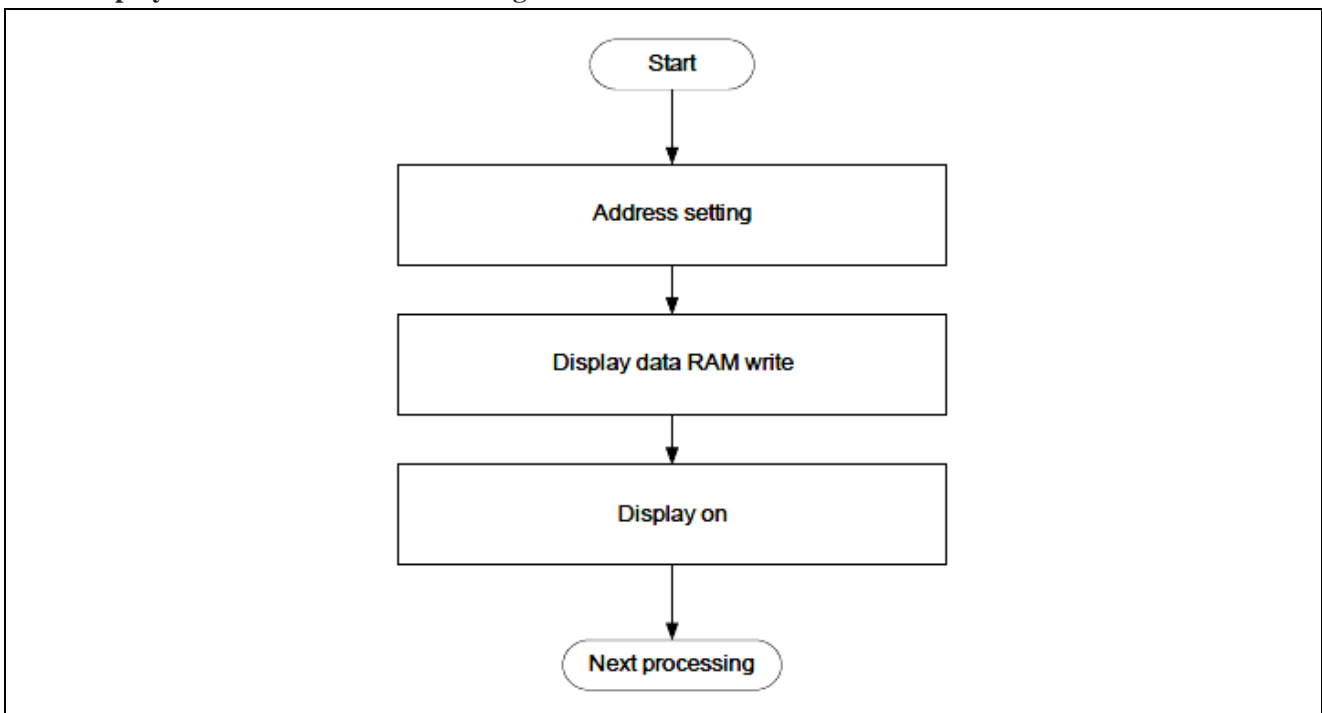 Start
Address setting
Display data RAM write
Display on
Next processing